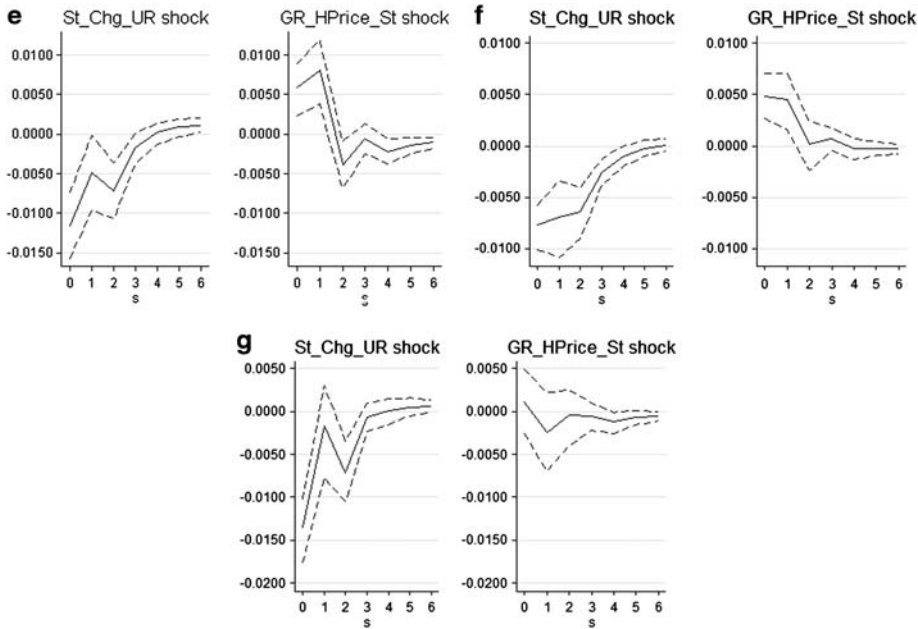 e St_Chg_UR shock GR_HPrice_St shock f St_Chg_UR shock GR_HPrice_St shock
0.0100 0.0100 0.0100 0.0100
0.0050 0.0050 0.0050 0.0050
0.0000 0.0000 0.0000 0.0000
-0.0050 -0.0050 -0.0050 -0.0050
-0.0100 -0.0100 -0.0100 -0.0100
-0.0150 -0.0150
0 1 2 3 4 5 6 0 1 2 3 4 5 6 0 1 2 3 4 5 6 0 1 2 3 4 5 6
s s s s
g St_Chg_UR shock GR_HPrice_St shock
0.0050 0.0050
0.0000 0.0000
-0.0050 -0.0050
-0.0100 -0.0100
-0.0150 -0.0150
-0.0200 -0.0200
0 1 2 3 4 5 6 0 1 2 3 4 5 6
s s